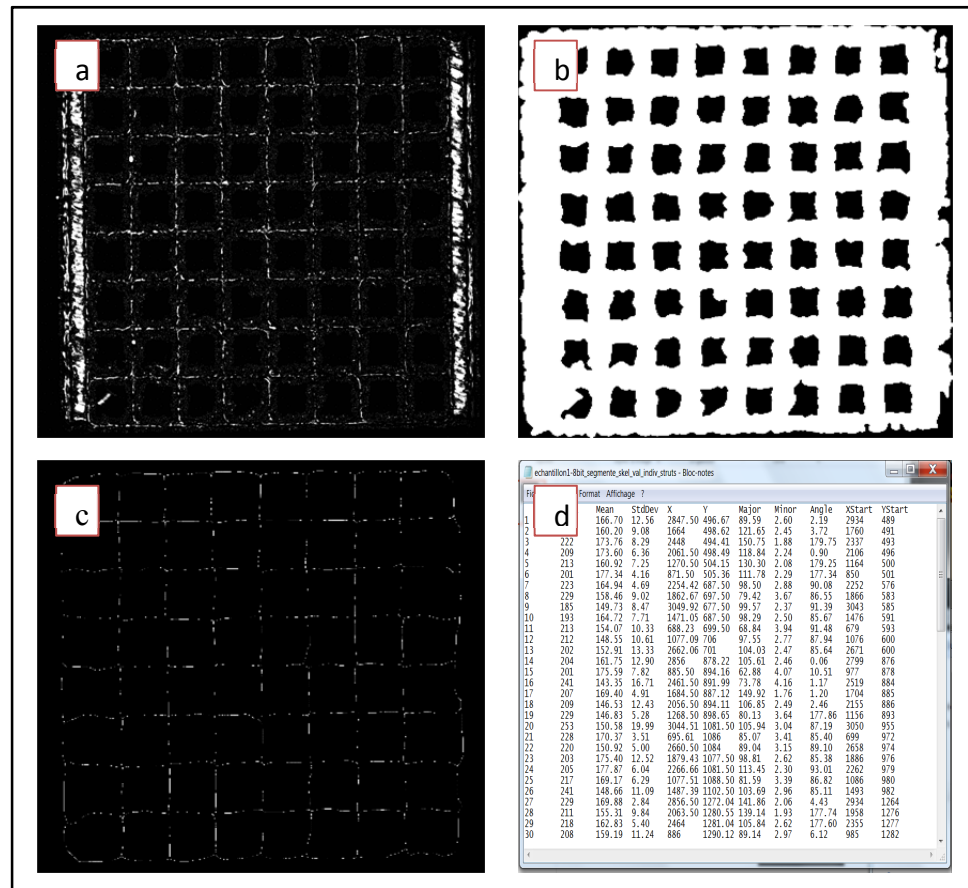 a
b
c
d
echantillon1-8bit_segmente_skel_val_indiv_struts - Bloc-notes
Format Affichage ?
Mean StdDev X Y Major Minor Angle XStart YStart
1 166.70 12.56 2847.50 496.67 89.59 2.60 2.19 2934 489
2 160.20 9.08 1664 498.62 121.65 2.45 3.72 1760 491
3 222 173.76 8.29 2448 494.41 150.75 1.88 179.75 2337 493
4 209 173.60 6.36 2061.50 498.49 118.84 2.24 0.90 2106 496
5 213 160.92 7.25 1270.50 504.15 130.30 2.08 179.25 1164 500
6 201 177.34 4.16 871.50 505.36 111.78 2.29 177.34 850 501
7 223 164.94 4.69 2254.42 687.50 98.50 2.88 90.08 2252 576
8 229 158.46 9.02 1862.67 697.50 79.42 3.67 86.55 1866 583
9 185 149.73 8.47 3049.92 677.50 99.57 2.37 91.39 3043 585
10 193 164.72 7.71 1471.05 687.50 98.29 2.50 85.67 1476 591
11 213 154.07 10.33 688.23 699.50 68.84 3.94 91.48 679 593
12 212 148.55 10.61 1077.09 706 97.55 2.77 87.94 1076 600
13 202 152.91 13.33 2662.06 701 104.03 2.47 85.64 2671 600
14 204 161.75 12.90 2856 878.22 105.61 2.46 0.06 2799 876
15 201 175.59 7.82 885.50 894.16 62.88 4.07 10.51 977 878
16 241 143.35 16.71 2461.50 891.99 73.78 4.16 1.17 2519 884
17 207 169.40 4.91 1684.50 887.12 149.92 1.76 1.20 1704 885
18 209 146.53 12.43 2056.50 894.11 106.85 2.49 2.46 2155 886
19 229 146.83 5.28 1268.50 898.65 80.13 3.64 177.86 1156 893
20 253 150.58 19.99 3044.51 1081.50 105.94 3.04 87.19 3050 955
21 228 170.37 3.51 695.61 1086 85.07 3.41 85.40 699 972
22 220 150.92 5.00 2660.50 1084 89.04 3.15 89.10 2658 974
23 203 175.40 12.52 1879.43 1077.50 98.81 2.62 85.38 1886 976
24 205 177.87 6.04 2266.66 1081.50 113.45 2.30 93.01 2262 979
25 217 169.17 6.29 1077.51 1088.50 81.59 3.39 86.82 1086 980
26 241 148.66 11.09 1487.39 1102.50 103.69 2.96 85.11 1493 982
27 229 169.88 2.84 2856.50 1272.04 141.86 2.06 4.43 2934 1264
28 211 155.31 9.84 2063.50 1280.55 139.14 1.93 177.74 1958 1276
29 218 162.83 5.40 2464 1281.04 105.84 2.62 177.60 2355 1277
30 208 159.19 11.24 886 1290.12 89.14 2.97 6.12 985 1282